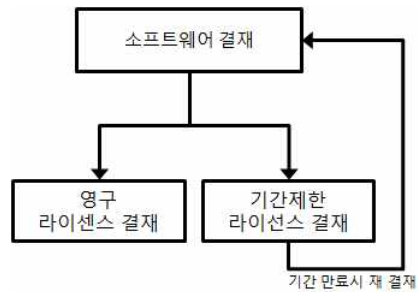 소프트웨어 결재
영구
라이센스 결재
기간제한
라이선스 결재
기간 만료시 재 결재